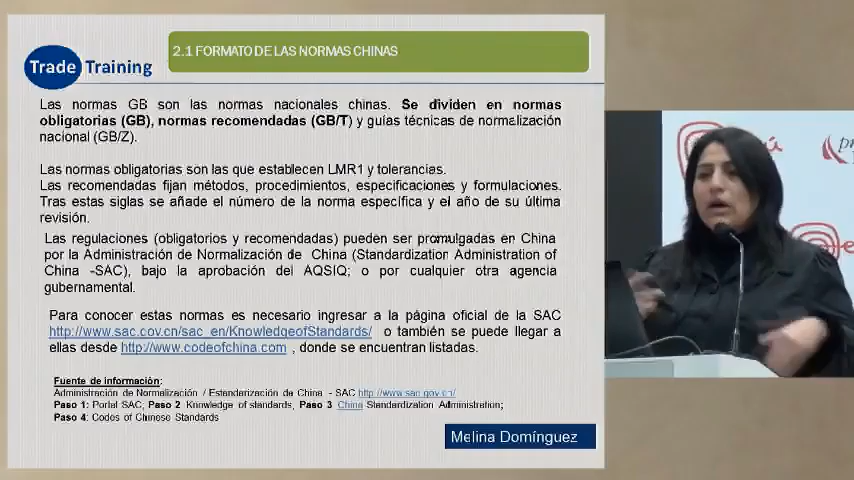 2.1 FORMATO DE LAS NORMAS CHINAS
Trade Training
Las normas GB son las normas nacionales chinas. Se dividen en normas
obligatorias (GB), normas recomendadas (GB/T) y guías técnicas de normalización
nacional (GB/Z).
Las normas obligatorias son las que establecen LMR1 y tolerancias.
Las recomendadas fijan métodos, procedimientos, especificaciones y formulaciones.
Tras estas siglas se añade el número de la norma específica y el año de su última
revisión.
Las regulaciones (obligatorios y recomendadas) pueden ser promulgadas en China
por la Administración de Normalización de China (Standardization Administration of
China -SAC), bajo la aprobación del AQSIQ; o por cualquier otra agencia
gubernamental.
Para conocer estas normas es necesario ingresar a la página oficial de la SAC
http://www.sac.gov.cn/sac_en/KnowledgeofStandards/ o también se puede llegar a
ellas desde http://www.codeofchina.com , donde se encuentran listadas.
Fuente de información:
Administración de Normalización / Estandarización de China - SAC http://www.sac.gov.cn/
Paso 1: Portal SAC; Paso 2 Knowledge of standards, Paso 3 China Standardization Administration;
Paso 4: Codes of Chinese Standards
Melina Domínguez